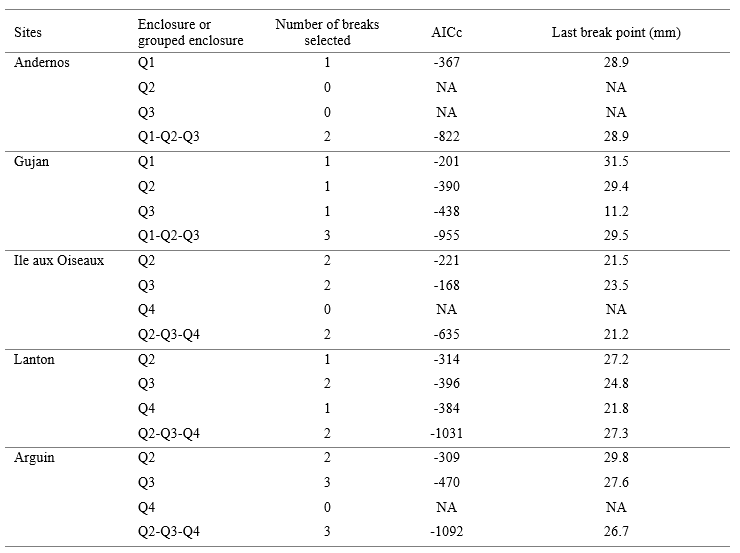 Sites Enclosure or grouped enclosure Number of breaks selected AICc Last break point (mm)
Andernos Q1 1 -367 28.9
Q2 0 NA NA
Q3 0 NA NA
Q1-Q2-Q3 2 -822 28.9
Gujan Q1 1 -201 31.5
Q2 1 -390 29.4
Q3 1 -438 11.2
Q1-Q2-Q3 3 -955 29.5
Ile aux Oiseaux Q2 2 -221 21.5
Q3 2 -168 23.5
Q4 0 NA NA
Q2-Q3-Q4 2 -635 21.2
Lanton Q2 1 -314 27.2
Q3 2 -396 24.8
Q4 1 -384 21.8
Q2-Q3-Q4 2 -1031 27.3
Arguin Q2 2 -309 29.8
Q3 3 -470 27.6
Q4 0 NA NA
Q2-Q3-Q4 3 -1092 26.7